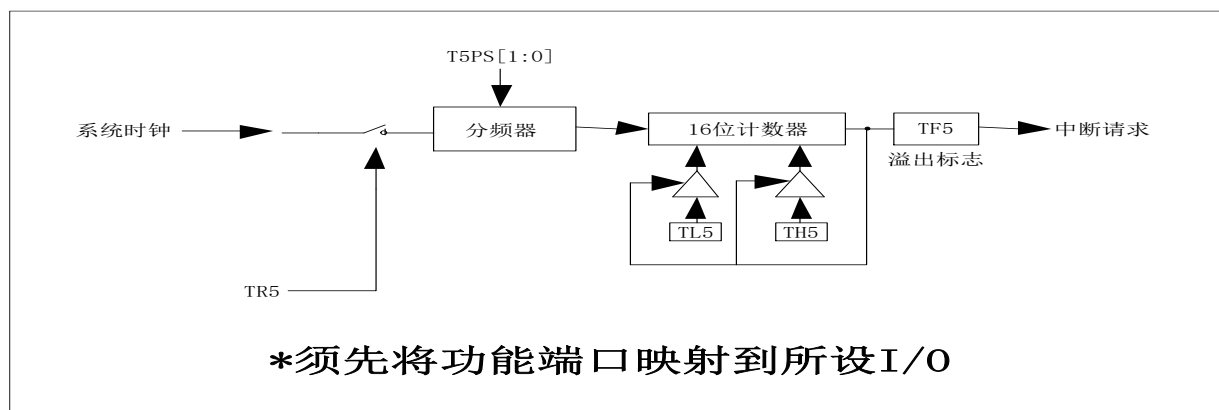 T5PS[1:0]
系统时钟
分频器
16位计数器
TF5
中断请求
溢出标志
TL5
TH5
TR5
*须先将功能端口映射到所设I/O